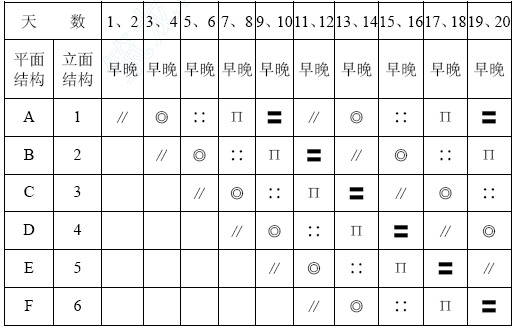 天 数 1、2 3、4 5、6 7、8 9、10 11、12 13、14 15、16 17、18 19、20
平面结构 立面结构 早晚 早晚 早晚 早晚 早晚 早晚 早晚 早晚 早晚 早晚
A 1 // ◎ :: Π 〓 // ◎ :: Π 〓
B 2 // ◎ :: Π 〓 // ◎ :: Π
C 3 // ◎ :: Π 〓 // ◎ ::
D 4 // ◎ :: Π 〓 // ◎
E 5 // ◎ :: Π 〓 //
F 6 // ◎ :: Π 〓